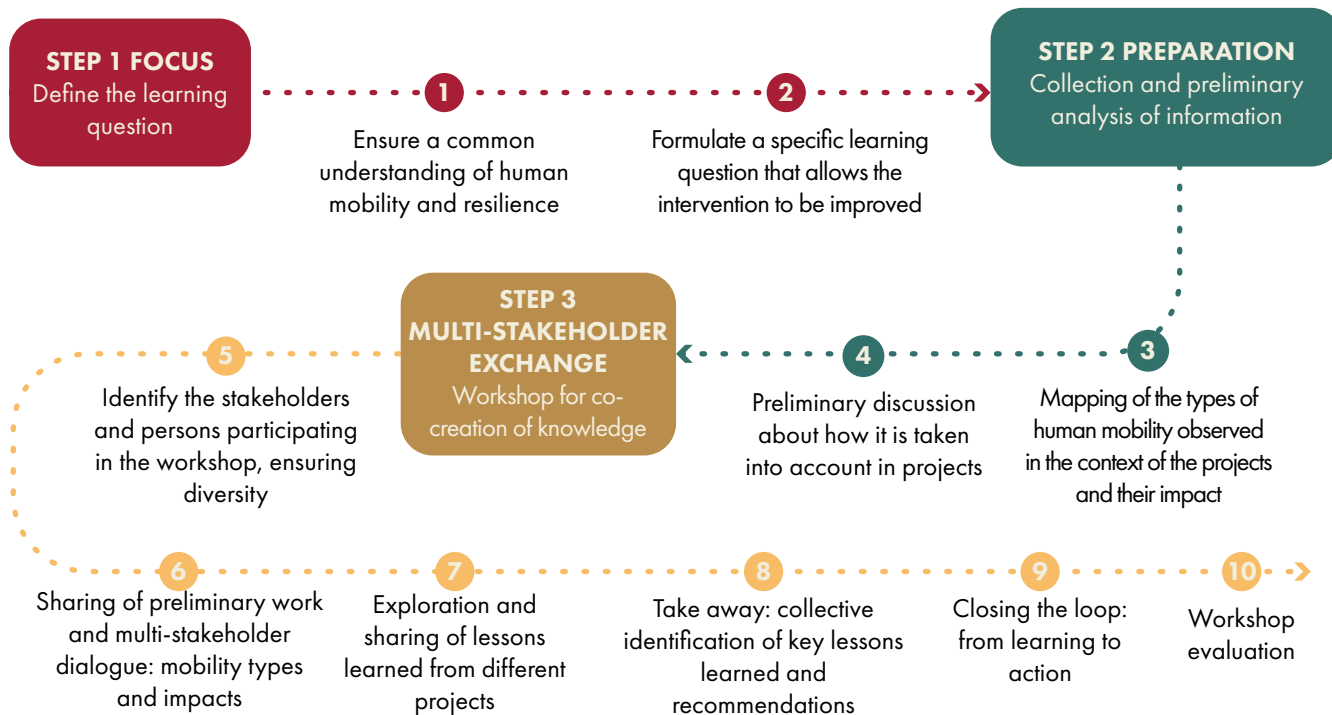 STEP 1 FOCUS
Define the learning
question
1
Ensure a common
understanding of human
mobility and resilience
2
Formulate a specific learning
question that allows the
intervention to be improved
STEP 2 PREPARATION
Collection and preliminary
analysis of information
3
Mapping of the types of
human mobility observed
in the context of the projects
and their impact
4
Preliminary discussion
about how it is taken
into account in projects
STEP 3
MULTI-STAKEHOLDER
EXCHANGE
Workshop for co-
creation of knowledge
5
Identify the stakeholders
and persons participating
in the workshop, ensuring
diversity
6
Sharing of preliminary work
and multi-stakeholder
dialogue: mobility types
and impacts
7
Exploration and
sharing of lessons
learned from different
projects
8
Take away: collective
identification of key lessons
learned and
recommendations
9
Closing the loop:
from learning to
action
10
Workshop
evaluation